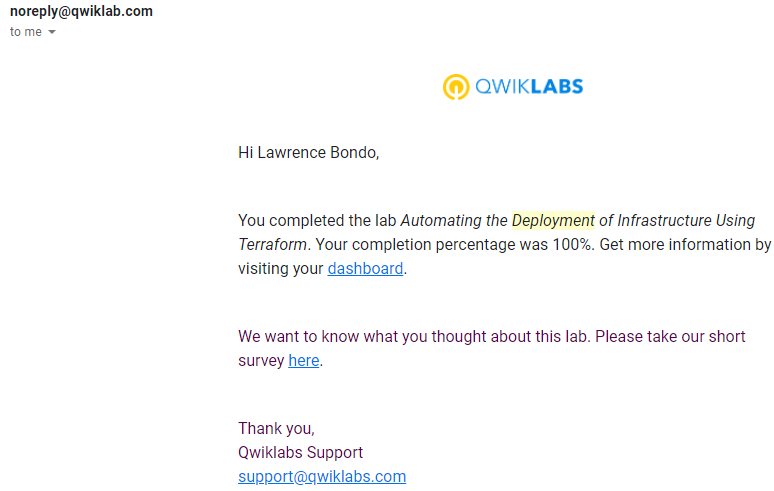 noreply@qwiklab.com
to me
QWIKLABS
Hi Lawrence Bondo,
You completed the lab Automating the Deployment of Infrastructure Using
Terraform. Your completion percentage was 100%. Get more information by
visiting your dashboard.
We want to know what you thought about this lab. Please take our short
survey here.
Thank you,
Qwiklabs Support
support@qwiklabs.com